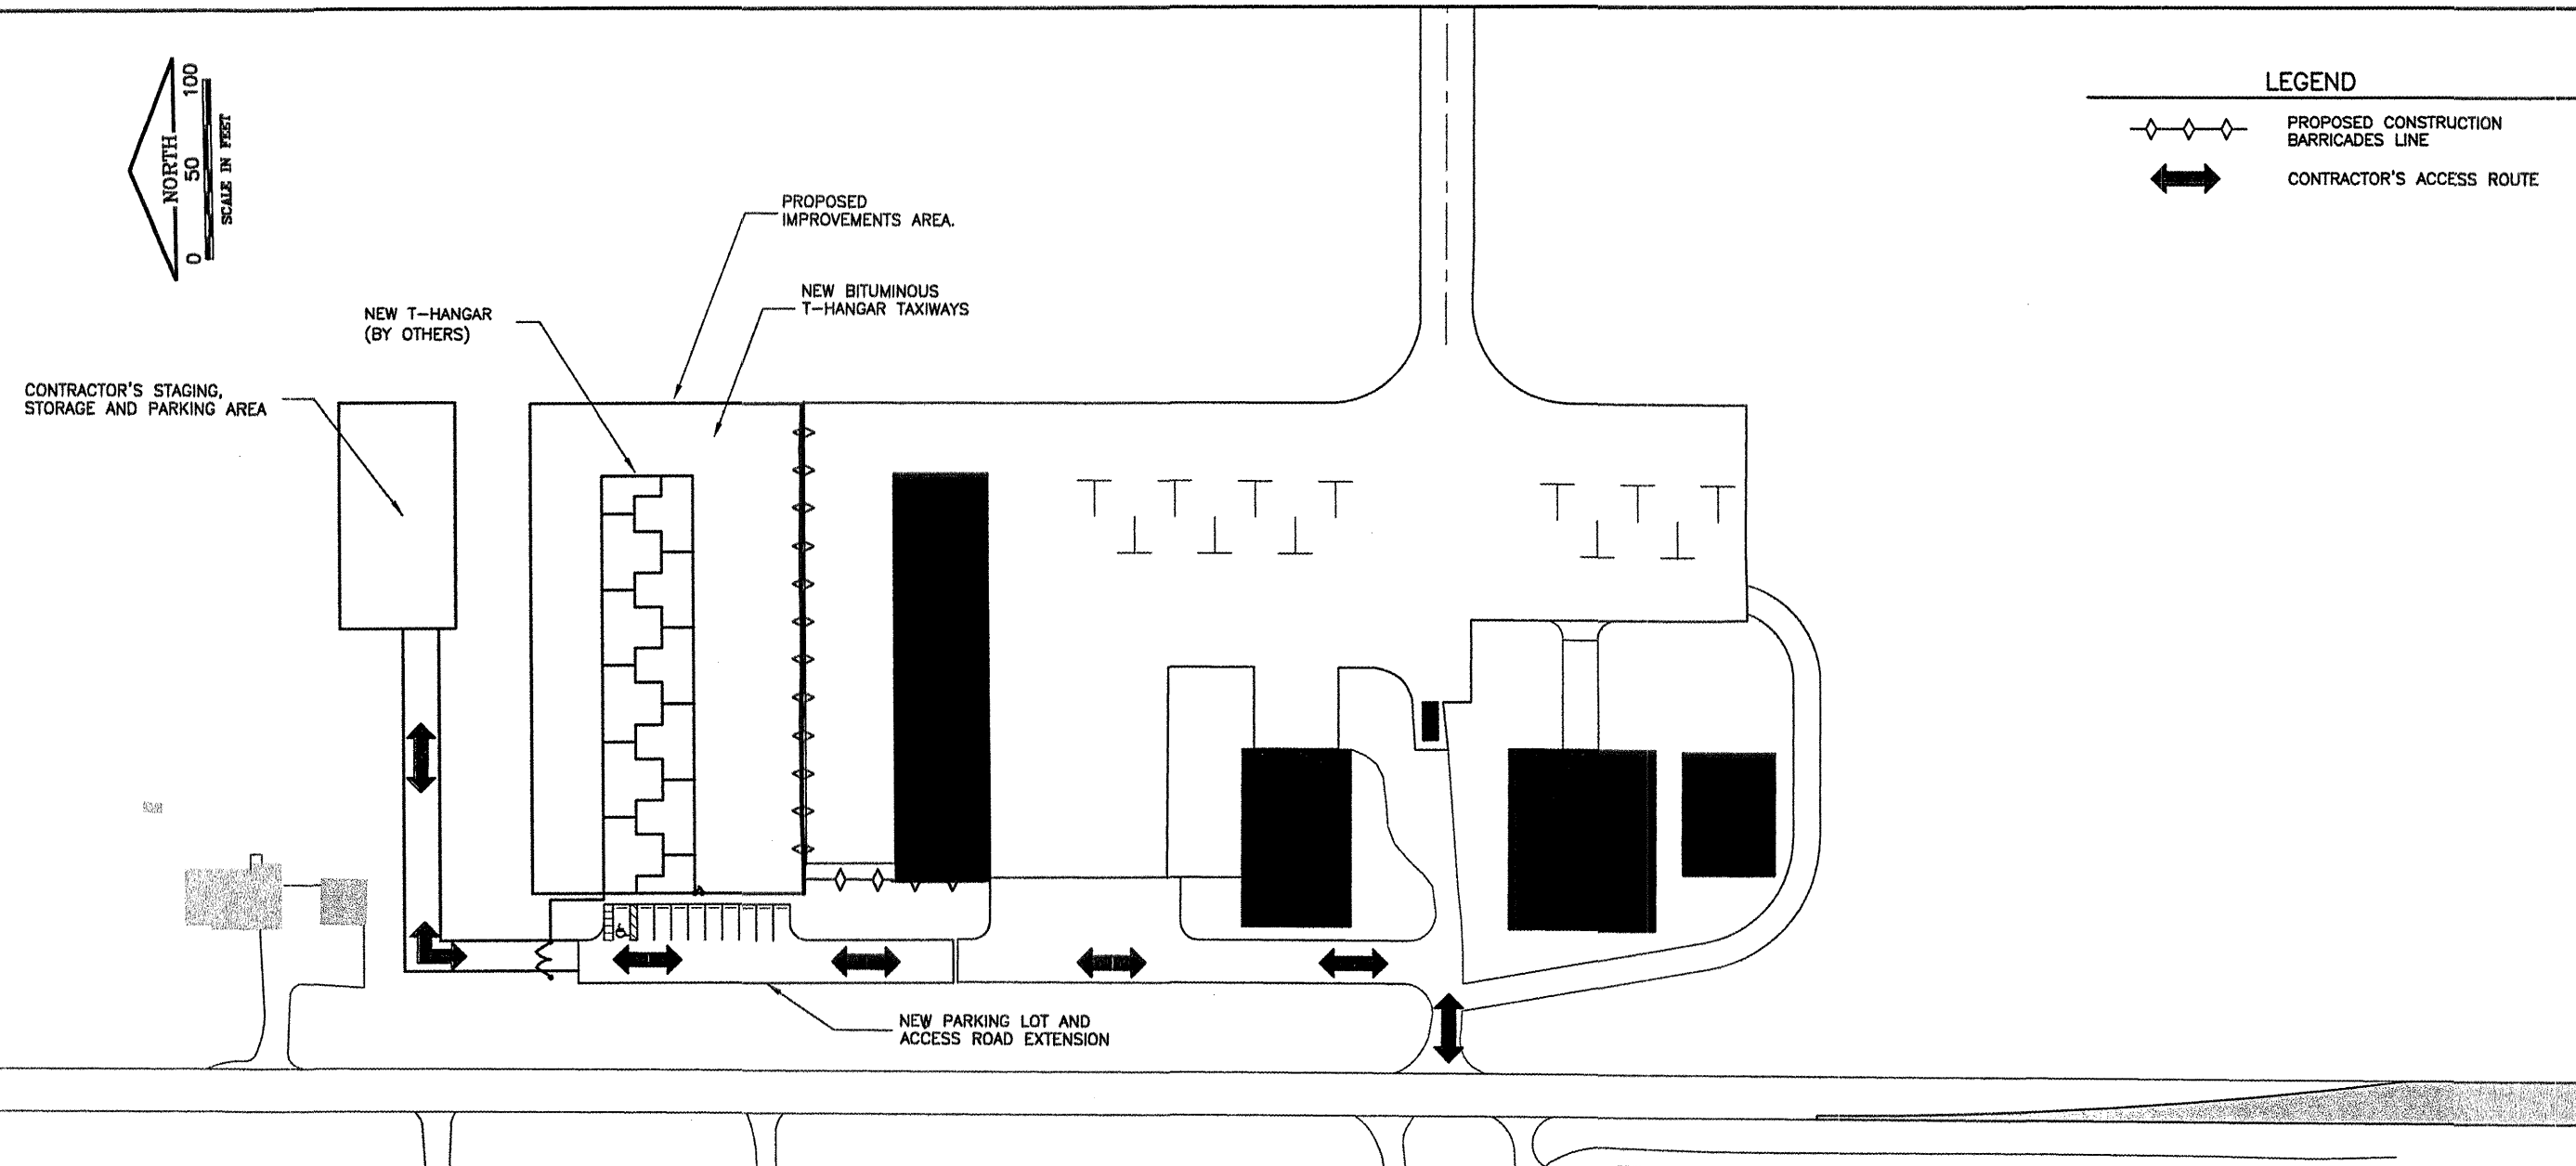 NORTH
0 50 100
SCALE IN FEET
LEGEND
PROPOSED CONSTRUCTION
BARRICADES LINE
CONTRACTOR'S ACCESS ROUTE
PROPOSED
IMPROVEMENTS AREA.
NEW BITUMINOUS
T-HANGAR TAXIWAYS
NEW T-HANGAR
(BY OTHERS)
CONTRACTOR'S STAGING,
STORAGE AND PARKING AREA
NEW PARKING LOT AND
ACCESS ROAD EXTENSION